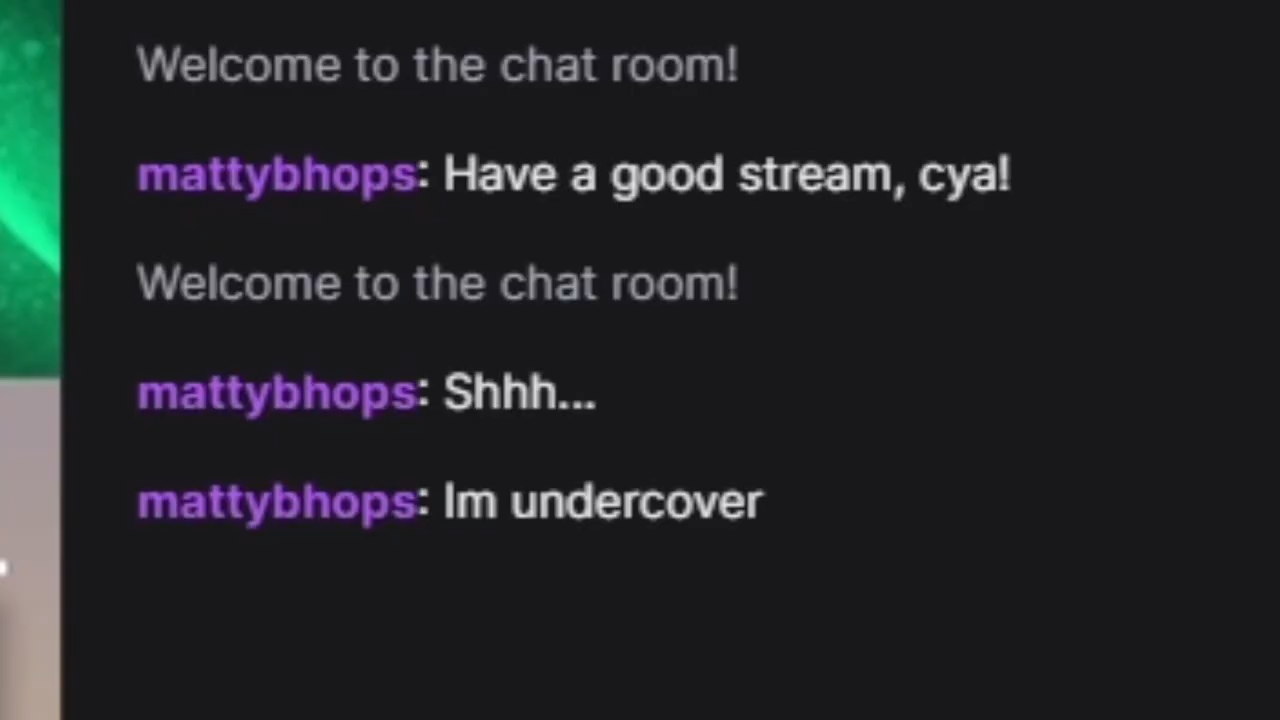 Welcome to the chat room!
mattybhops: Have a good stream, cya!
Welcome to the chat room!
mattybhops: Shhh...
mattybhops: Im undercover